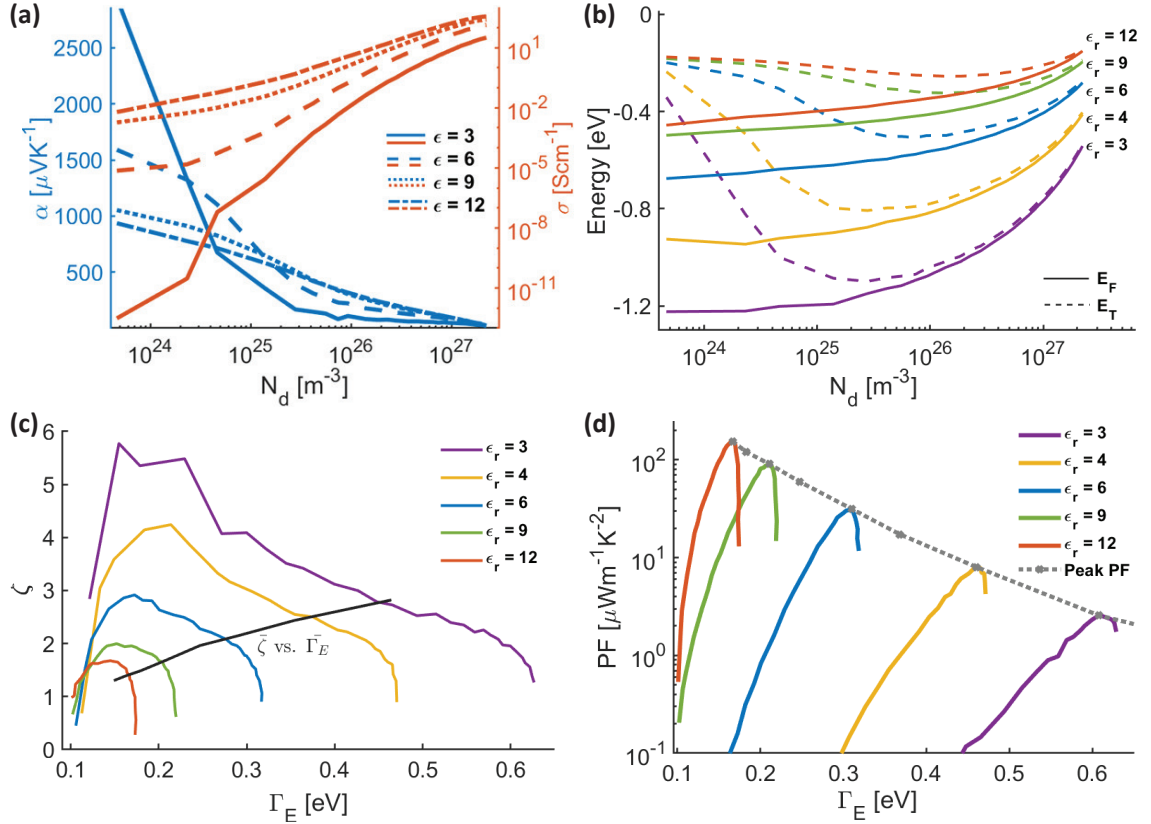 (a)
2500
2000
1500
1000
500
α [μVK⁻¹]
10¹
10⁻²
10⁻⁵
10⁻⁸
10⁻¹¹
σ [Scm⁻¹]
ϵ = 3
ϵ = 6
ϵ = 9
ϵ = 12
10²⁴
10²⁵
10²⁶
10²⁷
N_d [m⁻³]
(b)
0
-0.4
-0.8
-1.2
Energy [eV]
ϵ_r = 12
ϵ_r = 9
ϵ_r = 6
ϵ_r = 4
ϵ_r = 3
E_F
E_T
10²⁴
10²⁵
10²⁶
10²⁷
N_d [m⁻³]
(c)
6
5
4
3
2
1
0
ζ
ϵ_r = 3
ϵ_r = 4
ϵ_r = 6
ϵ_r = 9
ϵ_r = 12
ζ̄ vs. Γ̄_E
0.1
0.2
0.3
0.4
0.5
0.6
Γ_E [eV]
(d)
10²
10¹
10⁰
10⁻¹
PF [μWm⁻¹K⁻²]
ϵ_r = 3
ϵ_r = 4
ϵ_r = 6
ϵ_r = 9
ϵ_r = 12
Peak PF
0.1
0.2
0.3
0.4
0.5
0.6
Γ_E [eV]